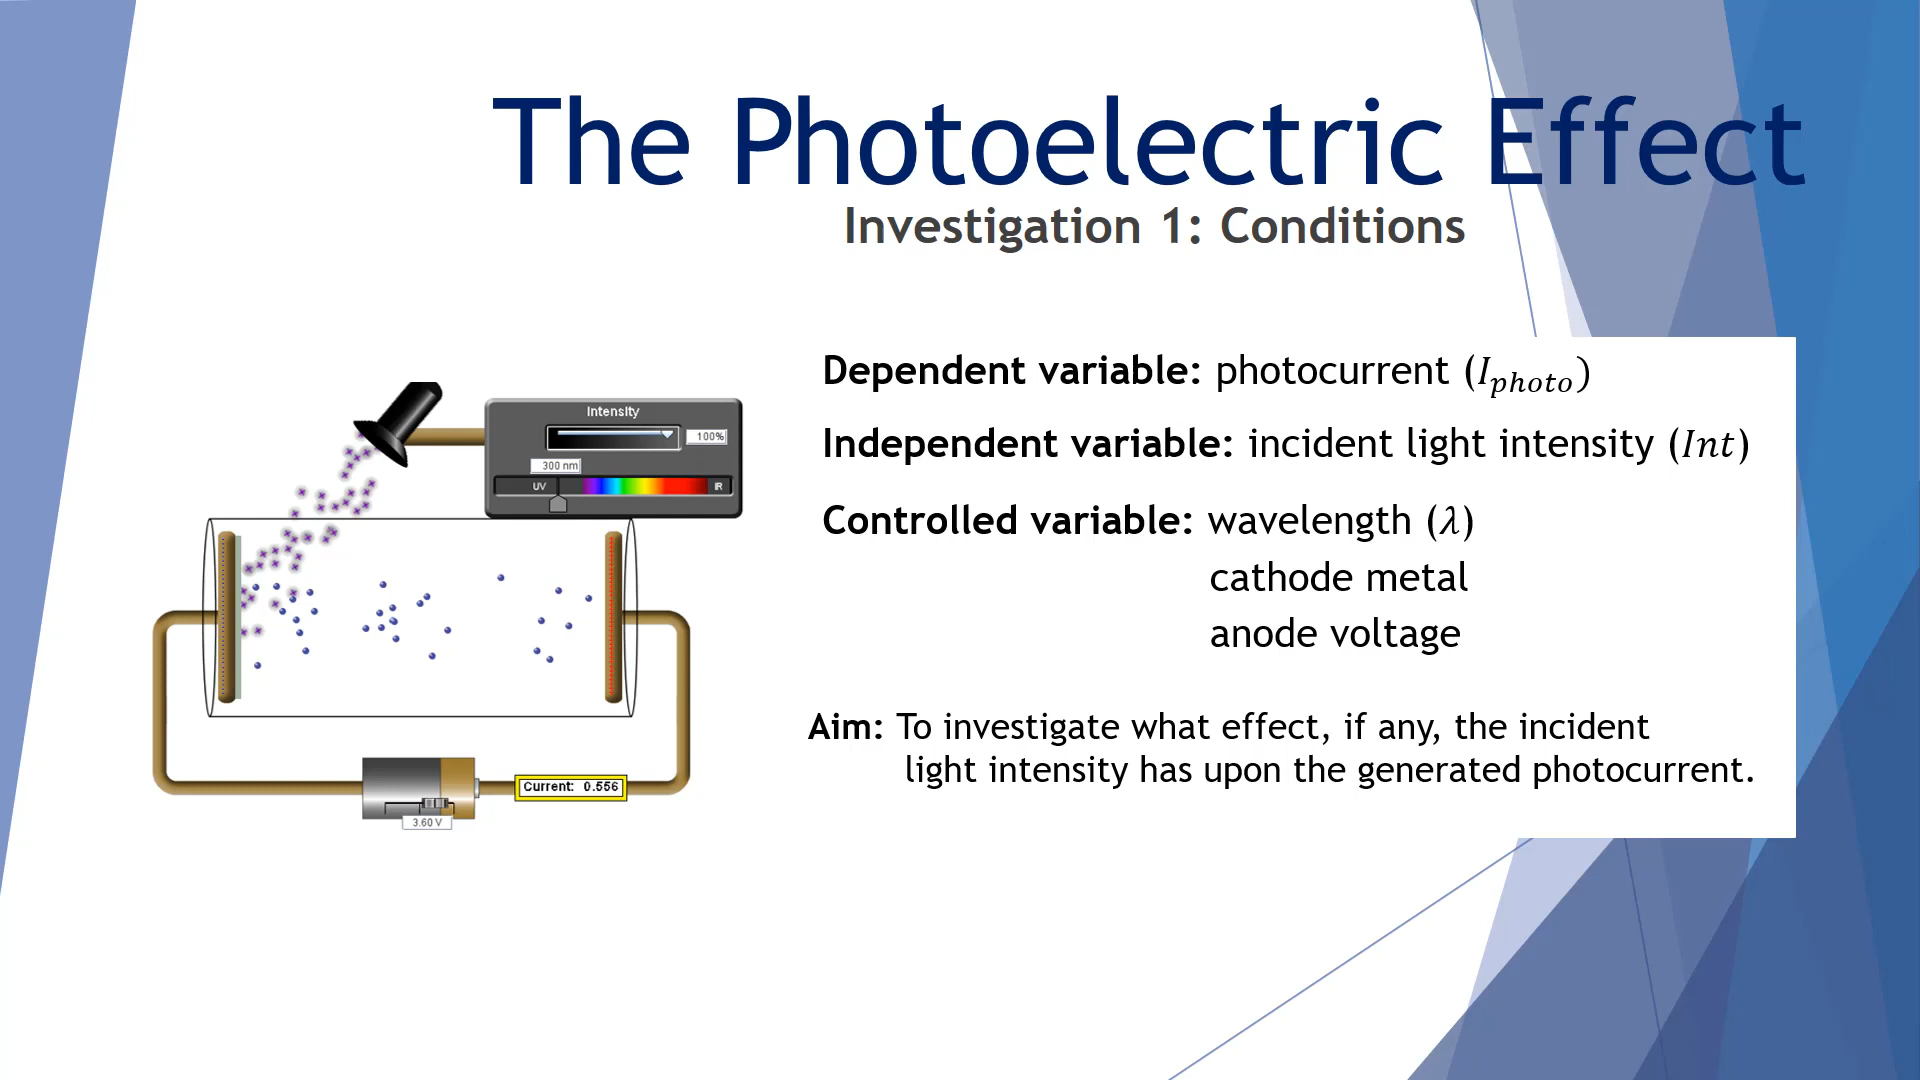 The Photoelectric Effect
Investigation 1: Conditions
Intensity
100%
300 nm
UV
IR
Current: 0.556
3.60 V
Dependent variable: photocurrent (𝐼𝑝ℎ𝑜𝑡𝑜)
Independent variable: incident light intensity (𝐼𝑛𝑡)
Controlled variable: wavelength (𝜆)
cathode metal
anode voltage
Aim: To investigate what effect, if any, the incident
light intensity has upon the generated photocurrent.